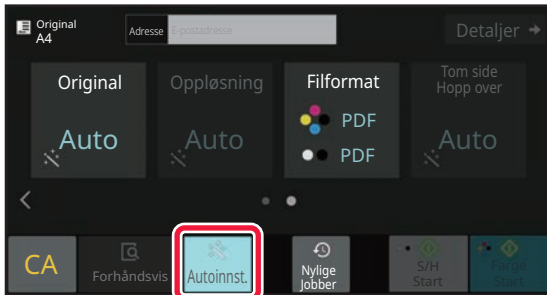 Original
A4
Adresse
E-postadresse
Detaljer
Original
Auto
Oppløsning
Auto
Filformat
PDF
PDF
Tom side
Hopp over
Auto
CA
Forhåndsvis
Autoinnst.
Nylige
Jobber
S/H
Start
Farge
Start